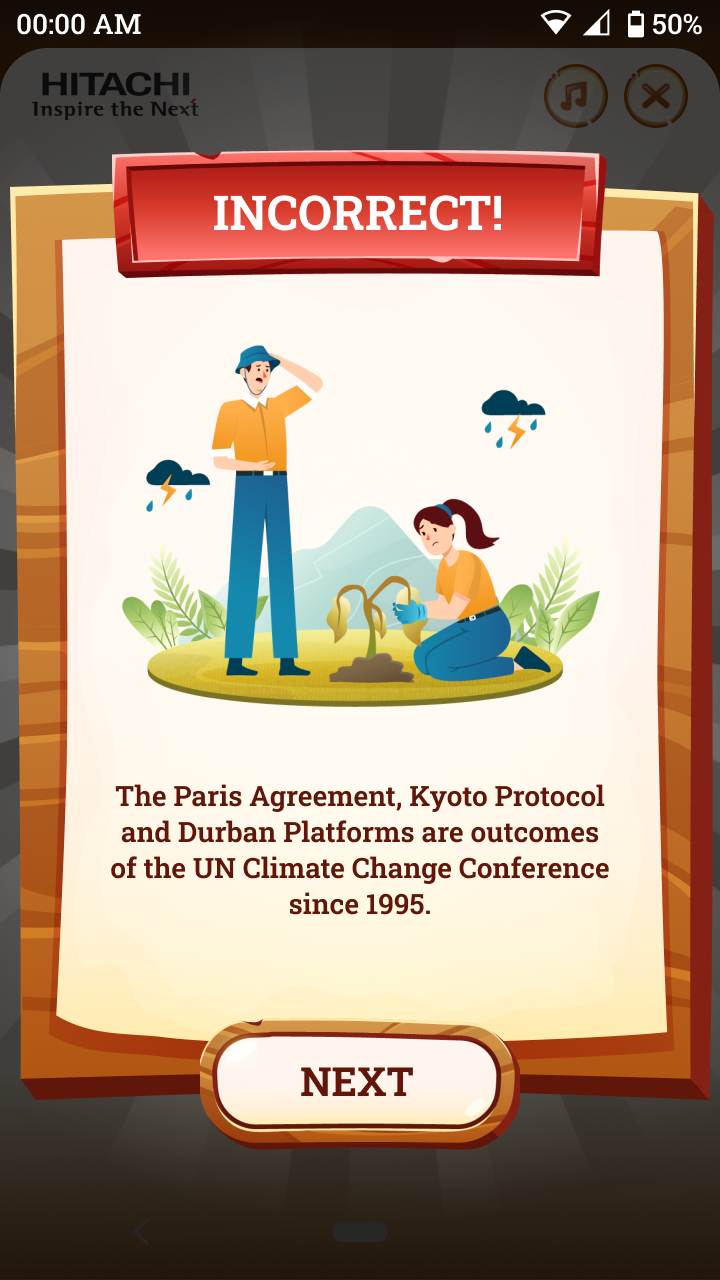 00:00 AM
50%
HITACHI
Inspire the Next
INCORRECT!
The Paris Agreement, Kyoto Protocol
and Durban Platforms are outcomes
of the UN Climate Change Conference
since 1995.
NEXT